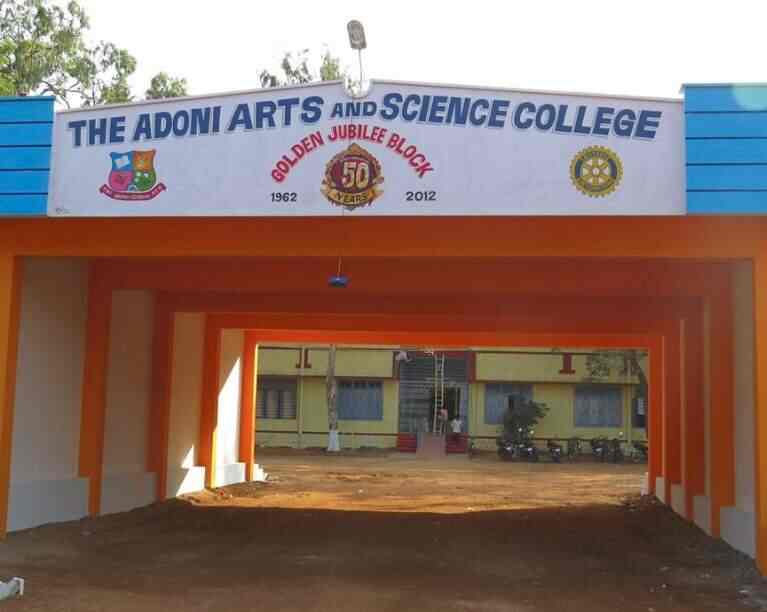 THE ADONI ARTS AND SCIENCE COLLEGE
GOLDEN JUBILEE BLOCK
1962
50
YEARS
2012